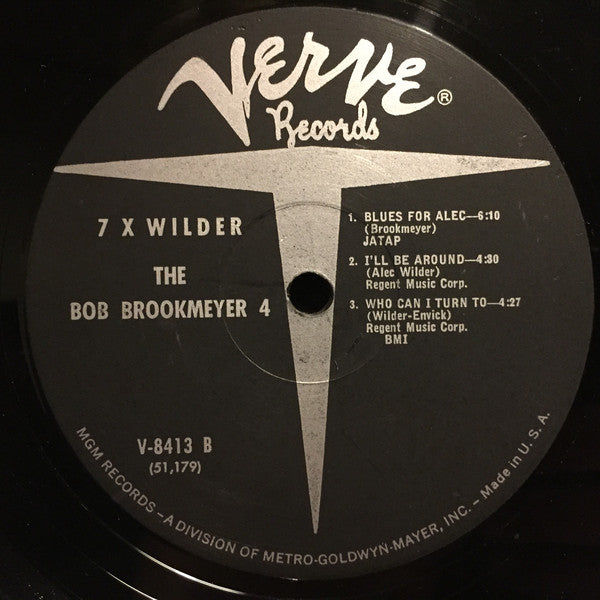 VERVE ®
Records
7 X WILDER
THE
BOB BROOKMEYER 4
1. BLUES FOR ALEC—6:10
(Brookmeyer)
JATAP
2. I'LL BE AROUND—4:30
(Alec Wilder)
Regent Music Corp.
3. WHO CAN I TURN TO—4:27
(Wilder-Envick)
Regent Music Corp.
BMI
V-8413 B
(51,179)
MGM RECORDS – A DIVISION OF METRO-GOLDWYN-MAYER, INC. – Made in U. S. A.